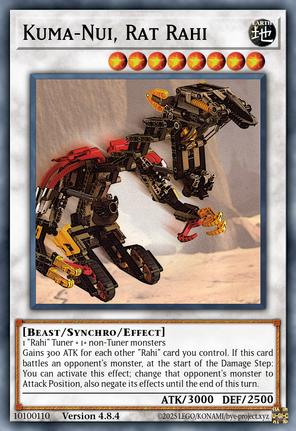 Kuma-Nui, Rat Rahi
EARTH
地
[Beast/Synchro/Effect]
1 "Rahi" Tuner + 1+ non-Tuner monsters
Gains 300 ATK for each other "Rahi" card you control. If this card
battles an opponent's monster, at the start of the Damage Step:
You can activate this effect; change that opponent's monster to
Attack Position, also negate its effects until the end of this turn.
ATK/3000 DEF/2500
10100110 Version 4.8.4 ©2025 LEGO/KONAMI/bye-project.xyz